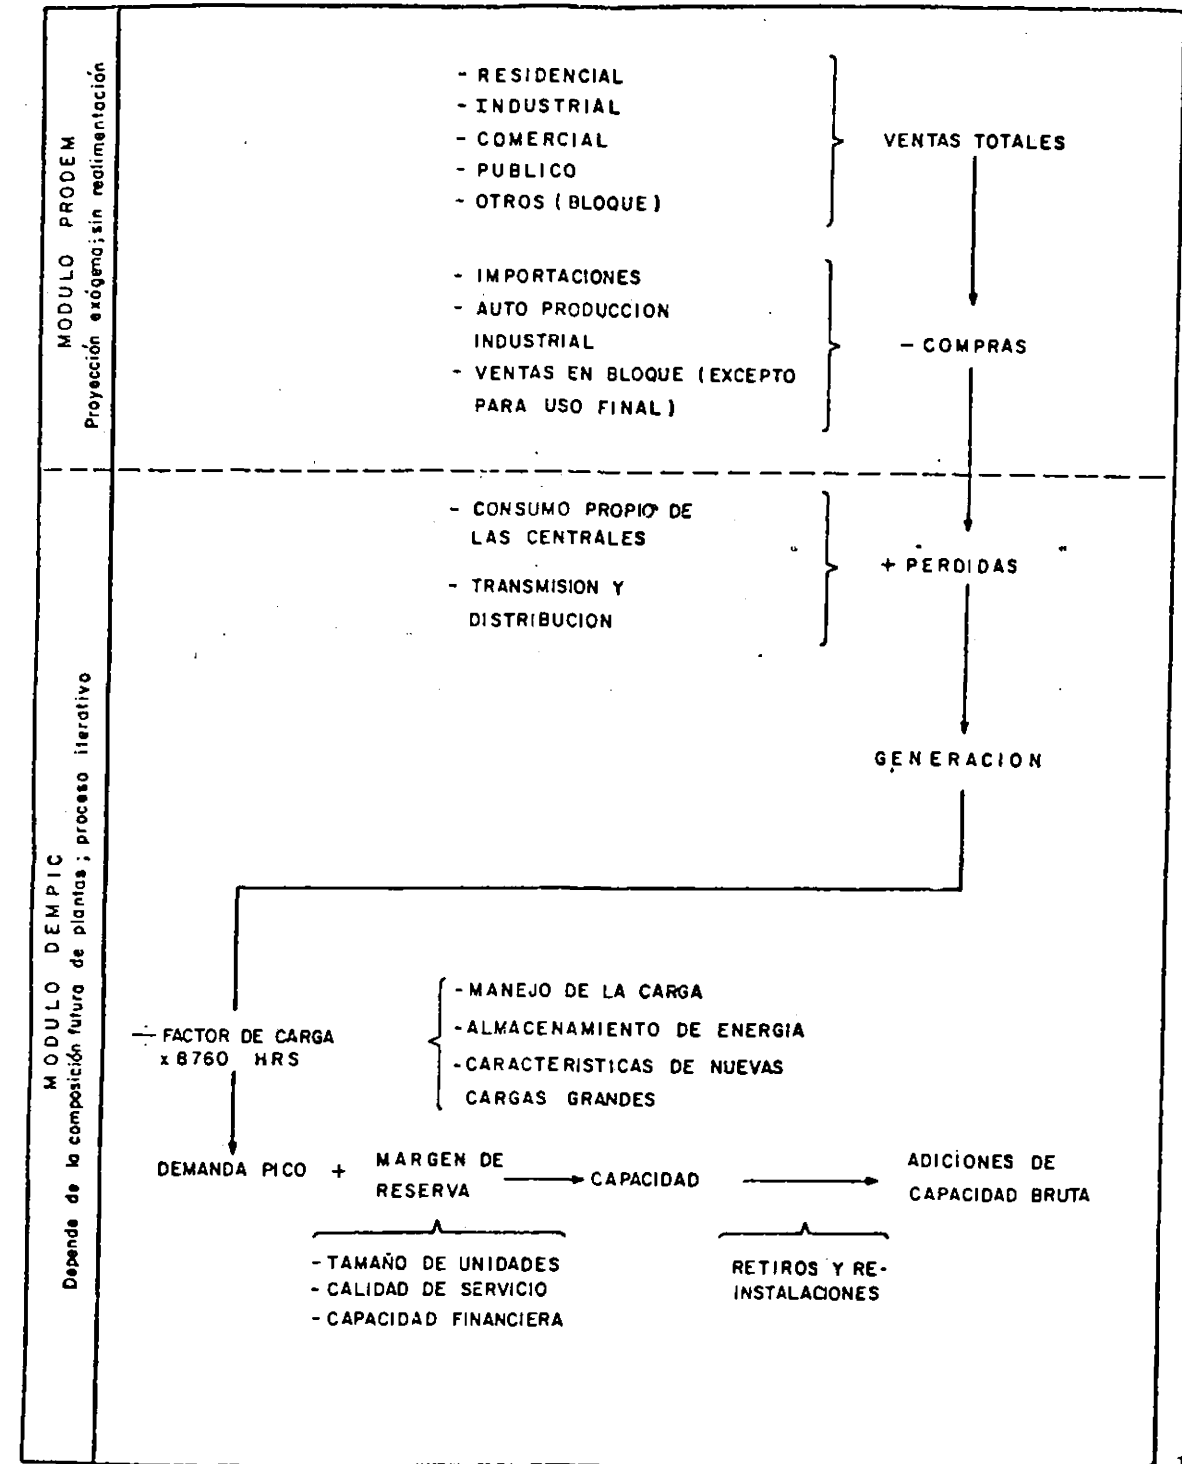 MODULO PRODEM
Proyección exógena; sin realimentación
- RESIDENCIAL
- INDUSTRIAL
- COMERCIAL
- PUBLICO
- OTROS (BLOQUE)
VENTAS TOTALES
- IMPORTACIONES
- AUTO PRODUCCION
INDUSTRIAL
- VENTAS EN BLOQUE (EXCEPTO
PARA USO FINAL)
- COMPRAS
MODULO DEMPIC
Depende de la composición futura de plantas; proceso iterativo
- CONSUMO PROPIO DE
LAS CENTRALES
- TRANSMISION Y
DISTRIBUCION
+ PERDIDAS
GENERACION
÷ FACTOR DE CARGA
x 8760 HRS
- MANEJO DE LA CARGA
- ALMACENAMIENTO DE ENERGIA
- CARACTERISTICAS DE NUEVAS
CARGAS GRANDES
DEMANDA PICO +
MARGEN DE
RESERVA
CAPACIDAD
ADICIONES DE
CAPACIDAD BRUTA
- TAMAÑO DE UNIDADES
- CALIDAD DE SERVICIO
- CAPACIDAD FINANCIERA
RETIROS Y RE-
INSTALACIONES